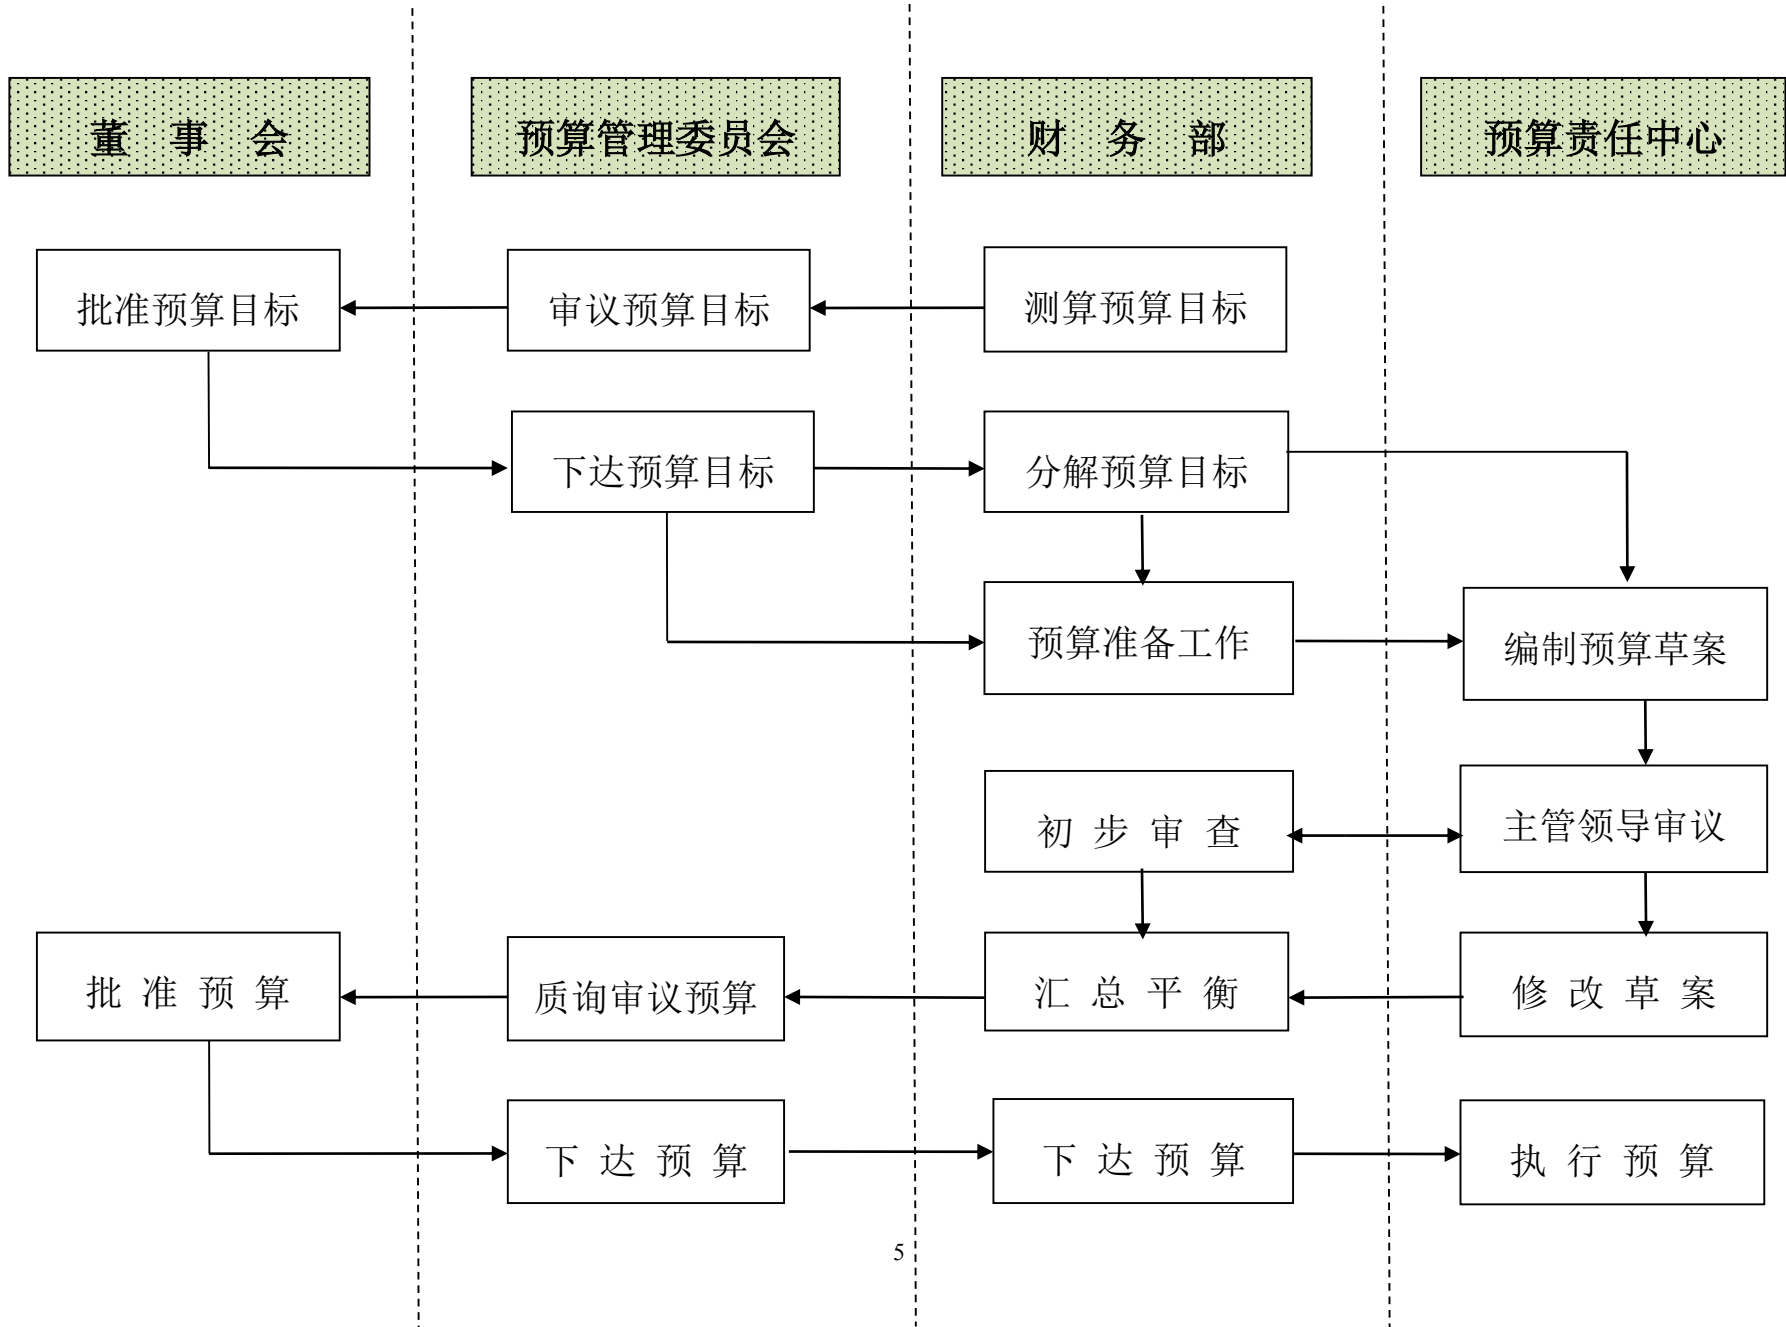 董 事 会
预算管理委员会
财 务 部
预算责任中心
批准预算目标
审议预算目标
测算预算目标
下达预算目标
分解预算目标
预算准备工作
编制预算草案
初 步 审 查
主管领导审议
批 准 预 算
质询审议预算
汇 总 平 衡
修 改 草 案
下 达 预 算
下 达 预 算
执 行 预 算
5